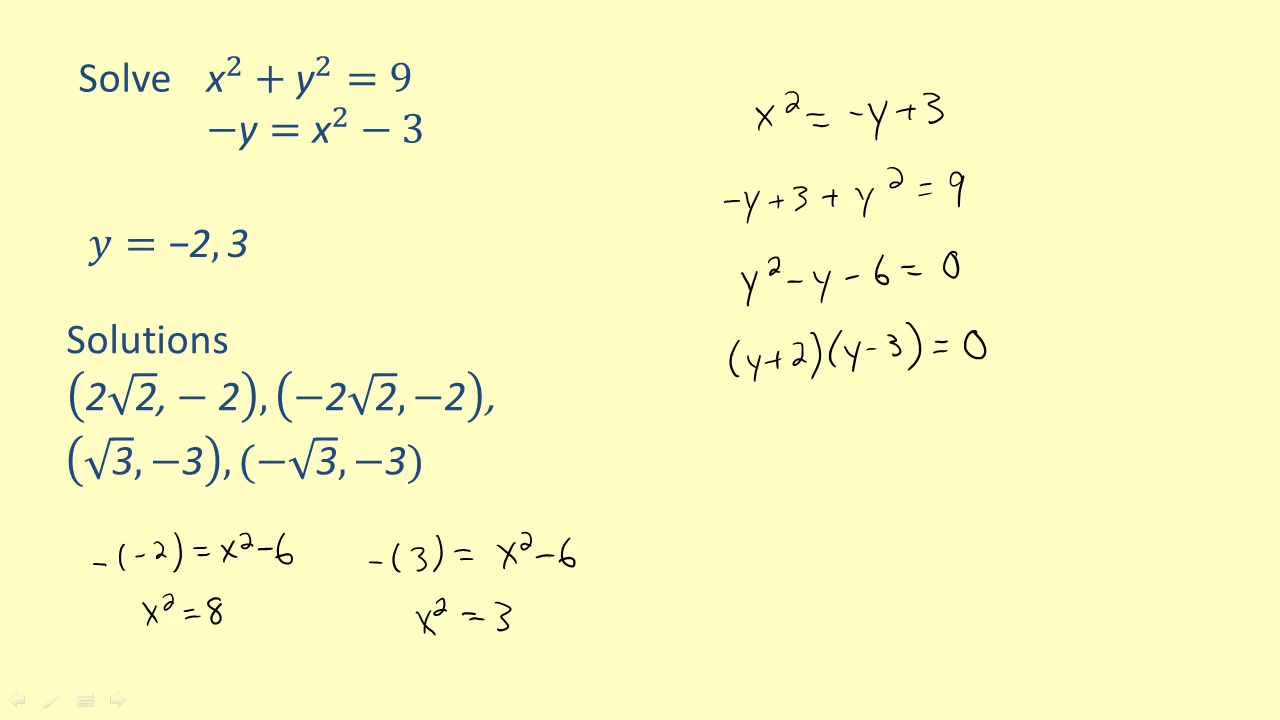 Solve x² + y² = 9
−y = x² − 3
y = −2, 3
Solutions
(2√2, − 2), (−2√2, −2),
(√3, −3), (−√3, −3)
-(-2) = x²-6
x² = 8
-(3) = x²-6
x² = 3
x² = -y+3
-y+3+y² = 9
y²-y-6 = 0
(y+2)(y-3) = 0